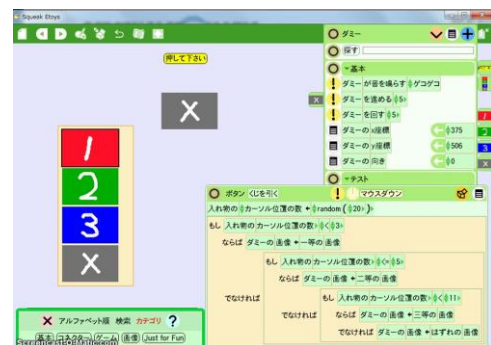 Squeak Etoys
押して下さい
X
1
2
3
X
ダミー
探す
基本
ダミー が音を鳴らす ゲコゲコ
ダミー を進める 5
ダミー を回す 5
ダミーの x座標 375
ダミーの y座標 506
ダミーの 向き 0
テスト
ボタン くじを引く マウスダウン
入れ物の カーソル位置の数 ← random ( 20 )
もし 入れ物の カーソル位置の数 < 3
ならば ダミーの 画像 ← 一等の 画像
もし 入れ物の カーソル位置の数 <= 5
ならば ダミーの 画像 ← 二等の 画像
でなければ
もし 入れ物の カーソル位置の数 < 11
でなければ ならば ダミーの 画像 ← 三等の 画像
でなければ ダミーの 画像 ← はずれの 画像
アルファベット順 検索 カテゴリ ?
基本 コネクター ゲーム 画像 Just for Fun
Screencast-O-Matic.com